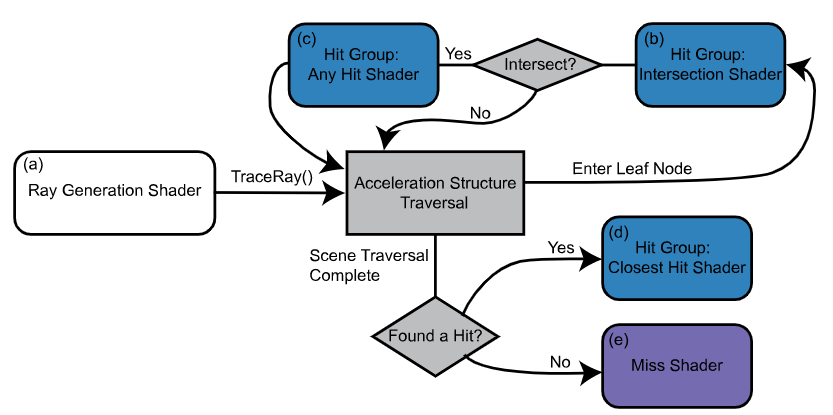 (c)
Hit Group:
Any Hit Shader
Yes
Intersect?
(b)
Hit Group:
Intersection Shader
No
(a)
Ray Generation Shader
TraceRay()
Acceleration Structure
Traversal
Enter Leaf Node
Scene Traversal
Complete
Yes
(d)
Hit Group:
Closest Hit Shader
Found a Hit?
No
(e)
Miss Shader